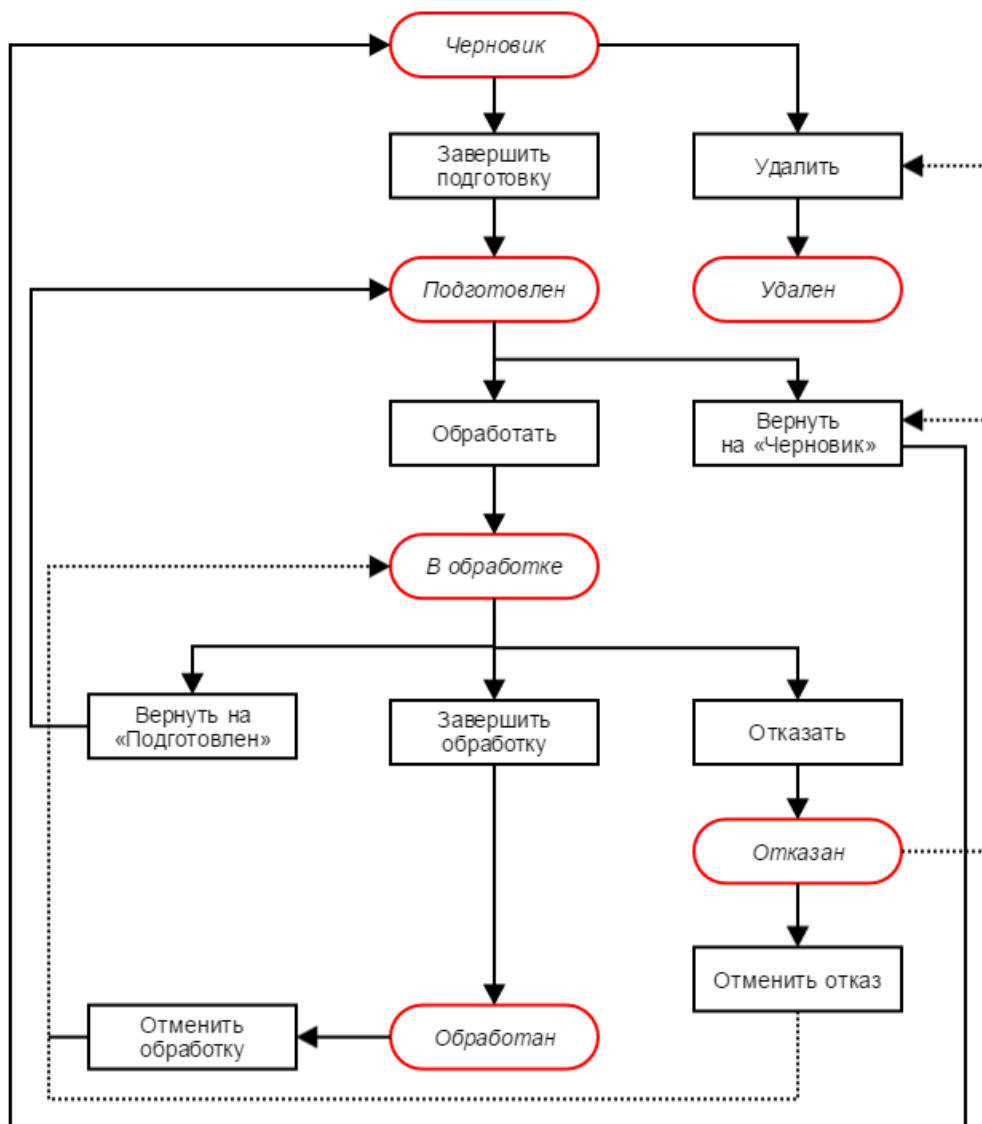 Черновик
Завершить
подготовку
Удалить
Подготовлен
Удален
Обработать
Вернуть
на «Черновик»
В обработке
Вернуть на
«Подготовлен»
Завершить
обработку
Отказать
Отказан
Отменить отказ
Отменить
обработку
Обработан